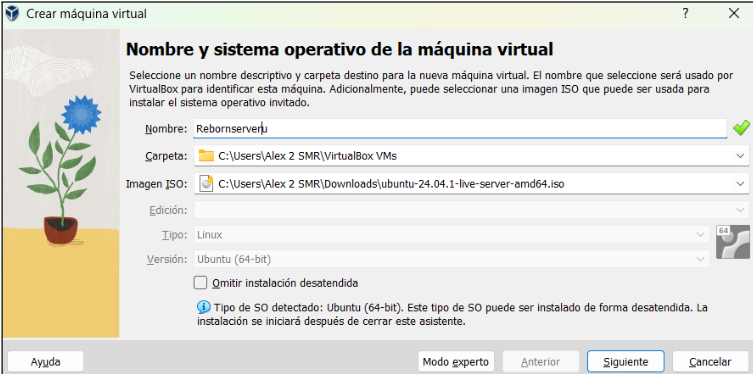 Crear máquina virtual
?
Nombre y sistema operativo de la máquina virtual
Seleccione un nombre descriptivo y carpeta destino para la nueva máquina virtual. El nombre que seleccione será usado por
VirtualBox para identificar esta máquina. Adicionalmente, puede seleccionar una imagen ISO que puede ser usada para
instalar el sistema operativo invitado.
Nombre: Rebornserveru
Carpeta: C:\Users\Alex 2 SMR\VirtualBox VMs
Imagen ISO: C:\Users\Alex 2 SMR\Downloads\ubuntu-24.04.1-live-server-amd64.iso
Edición:
Tipo: Linux
64
Versión: Ubuntu (64-bit)
Omitir instalación desatendida
Tipo de SO detectado: Ubuntu (64-bit). Este tipo de SO puede ser instalado de forma desatendida. La
instalación se iniciará después de cerrar este asistente.
Ayuda Modo experto Anterior Siguiente Cancelar